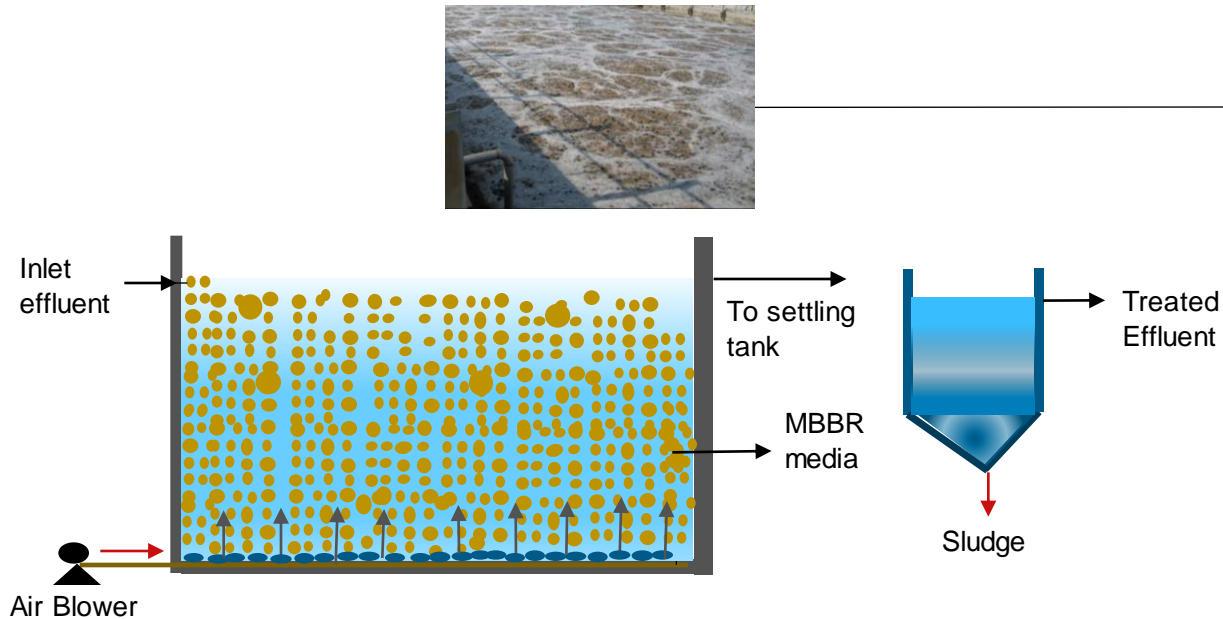 Inlet
effluent
To settling
tank
Treated
Effluent
MBBR
media
Sludge
Air Blower